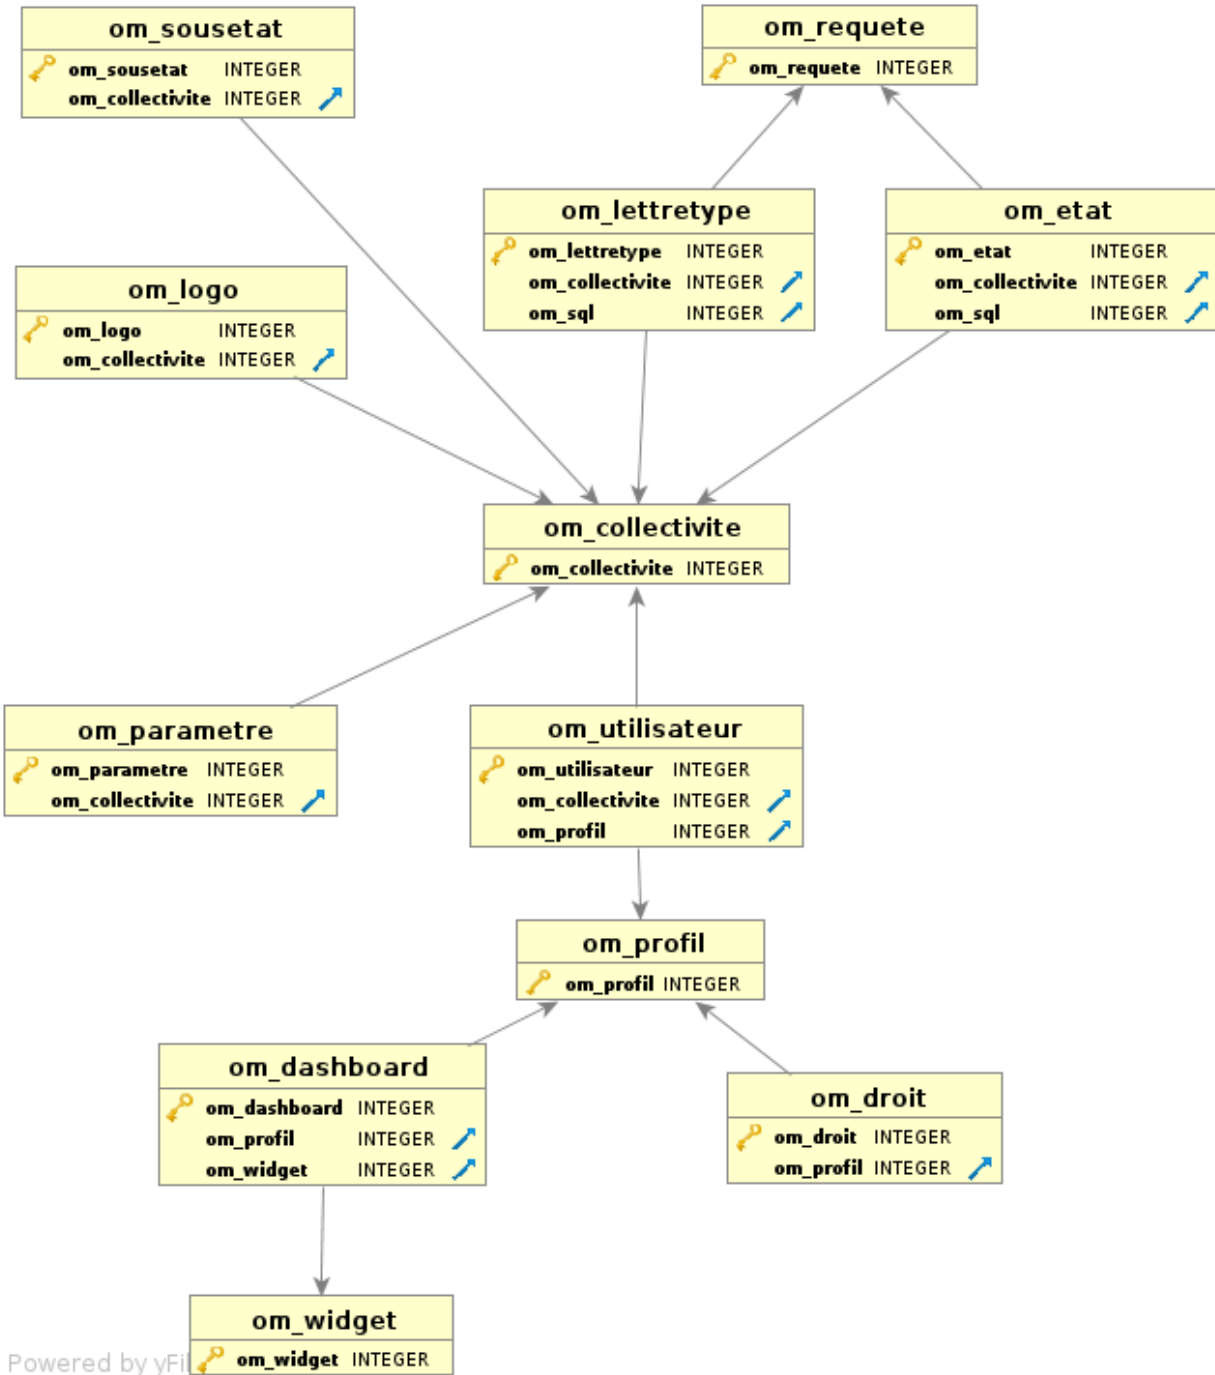 om_sousetat
om_sousetat INTEGER
om_collectivite INTEGER
om_requete
om_requete INTEGER
om_lettretype
om_lettretype INTEGER
om_collectivite INTEGER
om_sql INTEGER
om_etat
om_etat INTEGER
om_collectivite INTEGER
om_sql INTEGER
om_logo
om_logo INTEGER
om_collectivite INTEGER
om_collectivite
om_collectivite INTEGER
om_parametre
om_parametre INTEGER
om_collectivite INTEGER
om_utilisateur
om_utilisateur INTEGER
om_collectivite INTEGER
om_profil INTEGER
om_profil
om_profil INTEGER
om_dashboard
om_dashboard INTEGER
om_profil INTEGER
om_widget INTEGER
om_droit
om_droit INTEGER
om_profil INTEGER
om_widget
om_widget INTEGER
Powered by